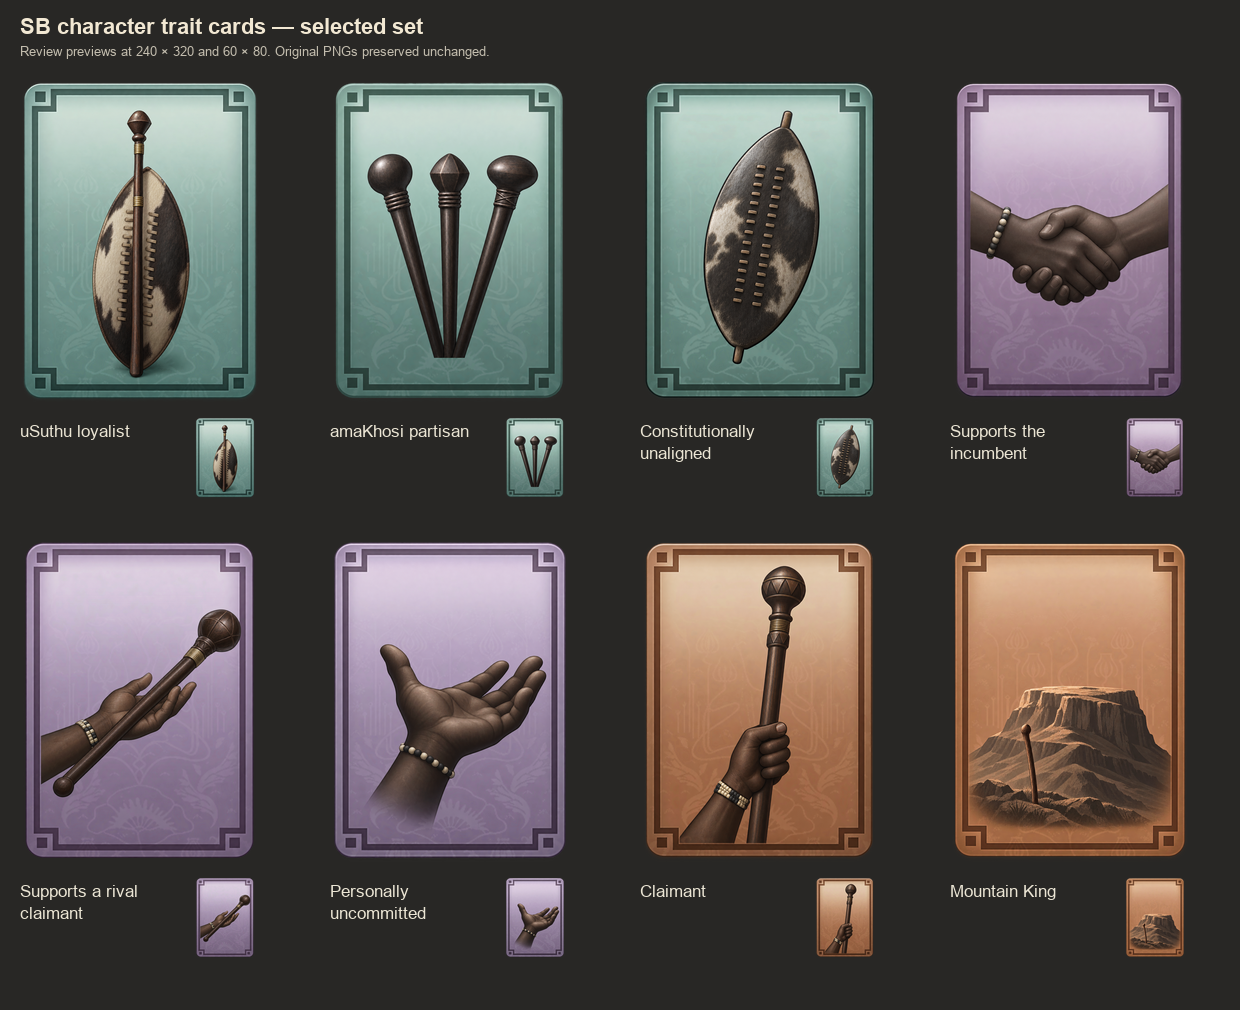 SB character trait cards — selected set
Review previews at 240 × 320 and 60 × 80. Original PNGs preserved unchanged.
uSuthu loyalist
amaKhosi partisan
Constitutionally
unaligned
Supports the
incumbent
Supports a rival
claimant
Personally
uncommitted
Claimant
Mountain King